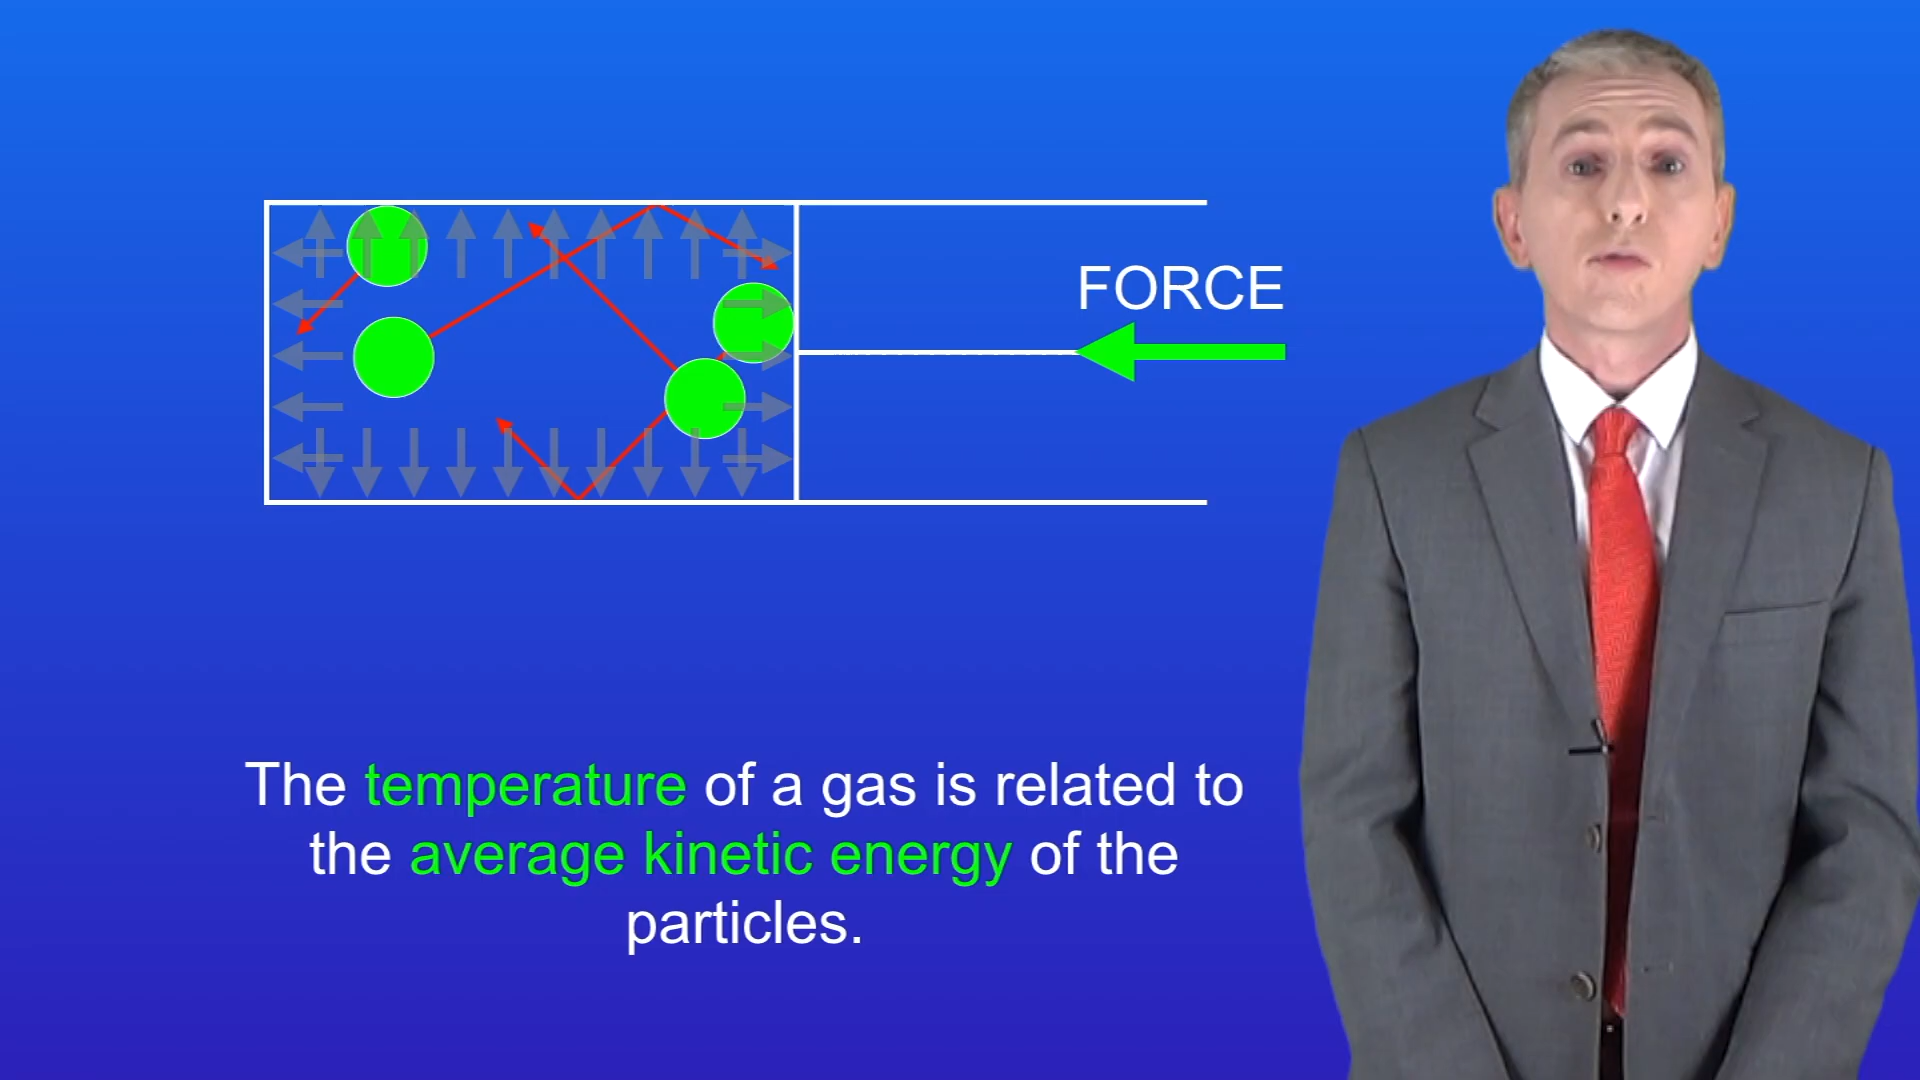 FORCE
The temperature of a gas is related to
the average kinetic energy of the
particles.